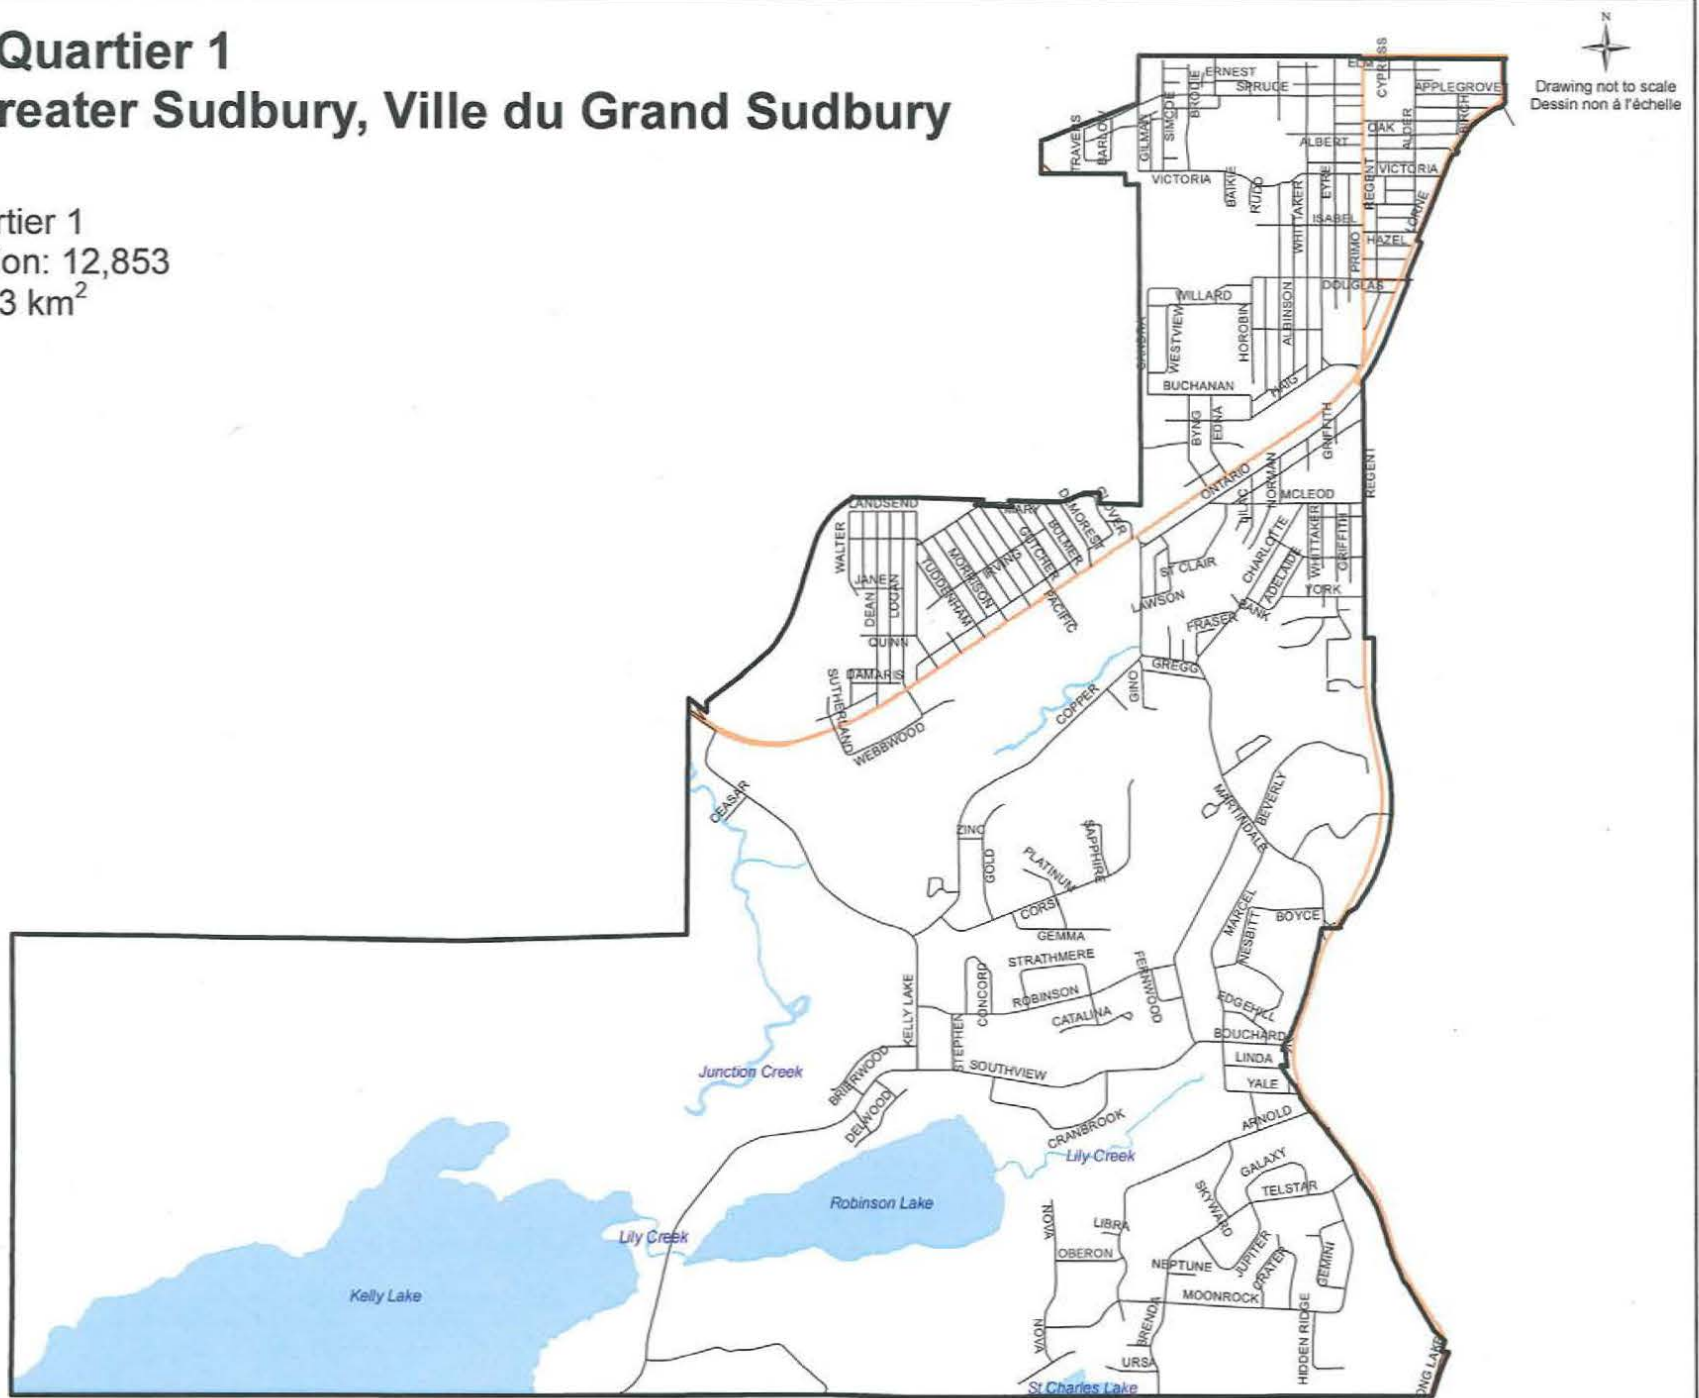 Quartier 1
reater Sudbury, Ville du Grand Sudbury
rtier 1
on: 12,853
3 km²
N
Drawing not to scale
Dessin non à l'échelle
ELM
CYPRESS
ERNEST
SPRUCE
BRODIE
APPLEGROVE
SIMCOE
GILMAN
BARLOW
TRAVERS
OAK
ALDER
BIRCH
ALBERT
VICTORIA
VICTORIA
BAIKIE
RUDD
WHITTAKER
EYRE
REGENT
LORNE
ISABEL
HAZEL
PRIMO
DOUGLAS
WILLARD
SANDRA
WESTVIEW
HOROBIN
ALBINSON
BUCHANAN
HAIG
BYNG
EDNA
GRIFFITH
ONTARIO
LILAC
NORMAN
MCLEOD
REGENT
LANDSEND
MARY
DEMOREST
GLOVER
WALTER
TUDDENHAM
MORRISON
IRVING
GUTCHER
BULMER
ST CLAIR
CHARLOTTE
ADELAIDE
WHITTAKER
GRIFFITH
JANE
DEAN
LOGAN
PACIFIC
LAWSON
FRASER
BANK
YORK
QUINN
DAMARIS
SUTHERLAND
WEBBWOOD
COPPER
GINO
GREGG
CEASAR
MARTINDALE
BEVERLY
ZINC
GOLD
PLATINUM
SAPPHIRE
CORSI
GEMMA
MARCEL
NESBITT
BOYCE
STRATHMERE
CONCORD
ROBINSON
CATALINA
FERNWOOD
KELLY LAKE
STEPHEN
EDGEHILL
BOUCHARD
LINDA
YALE
SOUTHVIEW
Junction Creek
BRIERWOOD
DELWOOD
CRANBROOK
ARNOLD
Lily Creek
GALAXY
TELSTAR
SKYWARD
Robinson Lake
NOVA
LIBRA
Lily Creek
OBERON
NEPTUNE
JUPITER
CRATER
GEMINI
Kelly Lake
MOONROCK
NOVA
BRENDA
HIDDEN RIDGE
URSA
ONG LAKE
St Charles Lake